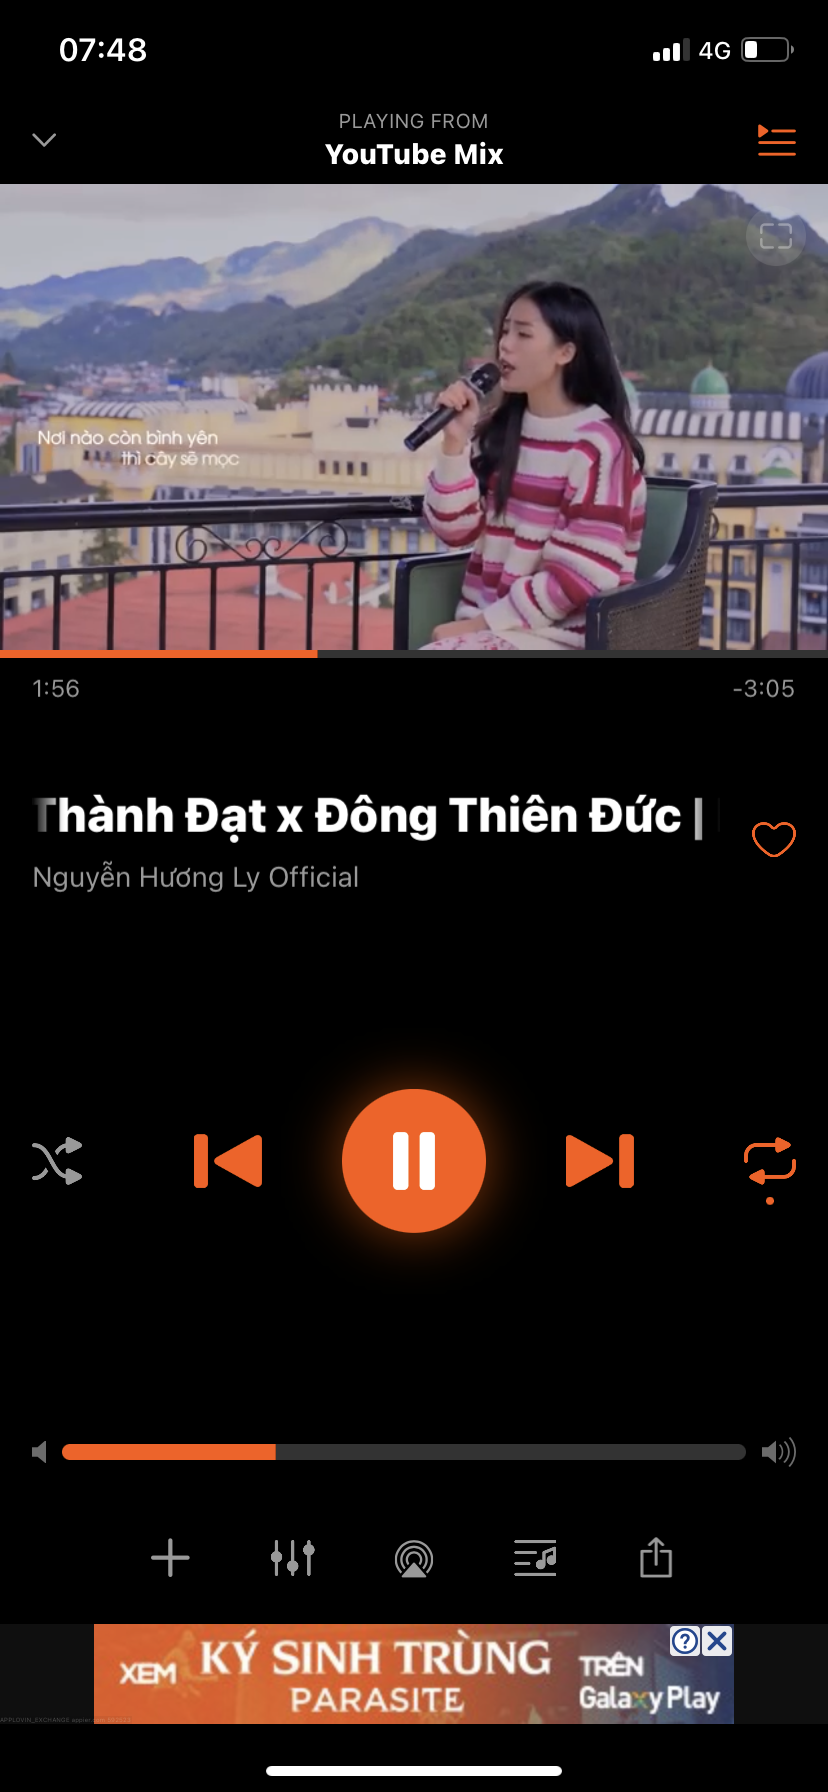 07:48
4G
PLAYING FROM
YouTube Mix
Nơi nào còn bình yên
thì cây sẽ mọc
1:56
-3:05
Thành Đạt x Đông Thiên Đức |
Nguyễn Hương Ly Official
XEM KÝ SINH TRÙNG TRÊN
PARASITE Galaxy Play